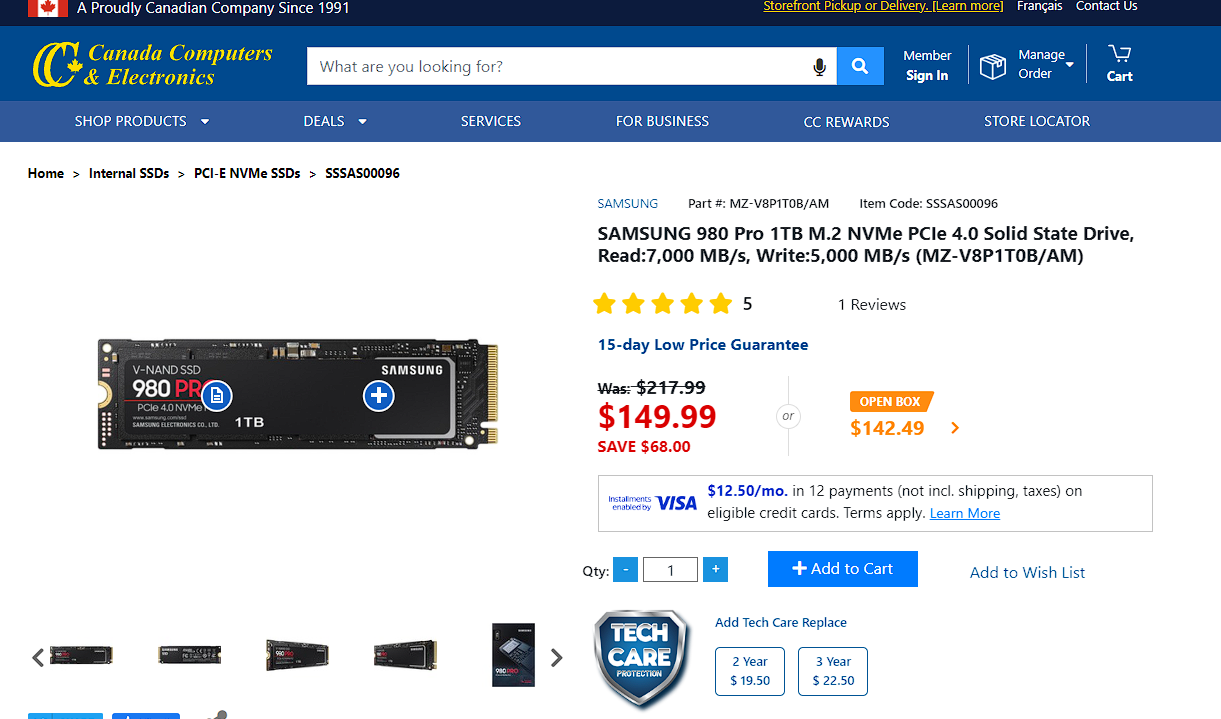 A Proudly Canadian Company Since 1991
Storefront Pickup or Delivery. [Learn more] Français Contact Us
Canada Computers
& Electronics
What are you looking for?
Member
Sign In
Manage
Order
Cart
SHOP PRODUCTS DEALS SERVICES FOR BUSINESS CC REWARDS STORE LOCATOR
Home > Internal SSDs > PCI-E NVMe SSDs > SSSAS00096
SAMSUNG Part #: MZ-V8P1T0B/AM Item Code: SSSAS00096
SAMSUNG 980 Pro 1TB M.2 NVMe PCIe 4.0 Solid State Drive,
Read:7,000 MB/s, Write:5,000 MB/s (MZ-V8P1T0B/AM)
5 1 Reviews
15-day Low Price Guarantee
Was: $217.99
$149.99
SAVE $68.00
or
OPEN BOX
$142.49
V-NAND SSD
980 PRO
PCIe 4.0 NVMe
www.samsung.com/ssd
SAMSUNG ELECTRONICS CO., LTD.
1TB
SAMSUNG
Installments
enabled by VISA
$12.50/mo. in 12 payments (not incl. shipping, taxes) on
eligible credit cards. Terms apply. Learn More
Qty: - 1 + + Add to Cart Add to Wish List
TECH
CARE
PROTECTION
Add Tech Care Replace
2 Year
$ 19.50
3 Year
$ 22.50